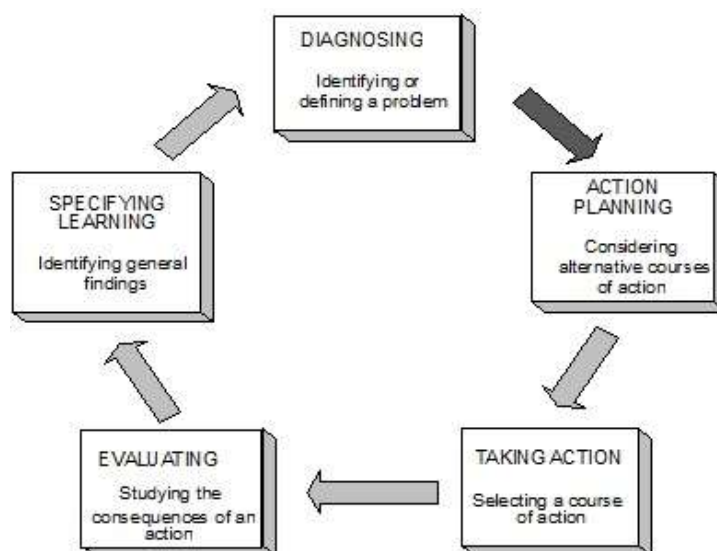 DIAGNOSING
Identifying or
defining a problem
ACTION
PLANNING
Considering
alternative courses
of action
TAKING ACTION
Selecting a course
of action
EVALUATING
Studying the
consequences of an
action
SPECIFYING
LEARNING
Identifying general
findings